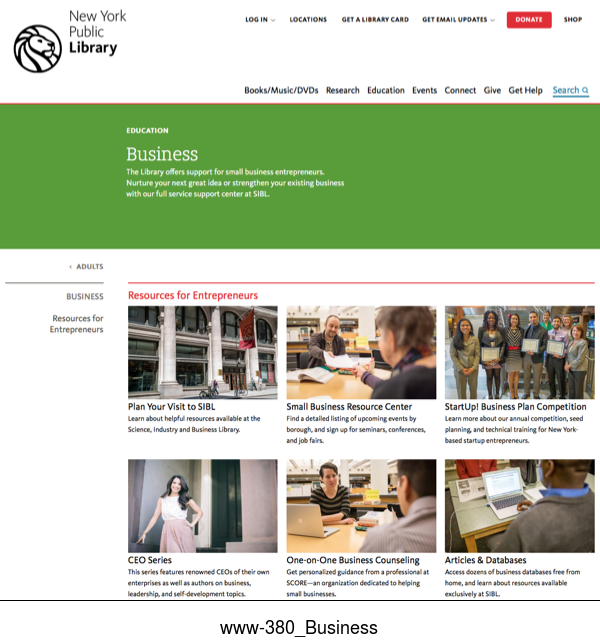 New York
Public
Library
LOG IN
LOCATIONS
GET A LIBRARY CARD
GET EMAIL UPDATES
DONATE
SHOP
Books/Music/DVDs Research Education Events Connect Give Get Help Search
EDUCATION
Business
The Library offers support for small business entrepreneurs.
Nurture your next great idea or strengthen your existing business
with our full service support center at SIBL.
< ADULTS
BUSINESS
Resources for
Entrepreneurs
Resources for Entrepreneurs
Plan Your Visit to SIBL
Learn about helpful resources available at the
Science, Industry and Business Library.
Small Business Resource Center
Find a detailed listing of upcoming events by
borough, and sign up for seminars, conferences,
and job fairs.
StartUp! Business Plan Competition
Learn more about our annual competition, seed
planning, and technical training for New York-
based startup entrepreneurs.
CEO Series
This series features renowned CEOs of their own
enterprises as well as authors on business,
leadership, and self-development topics.
One-on-One Business Counseling
Get personalized guidance from a professional at
SCORE—an organization dedicated to helping
small businesses.
Articles & Databases
Access dozens of business databases free from
home, and learn about resources available
exclusively at SIBL.
www-380_Business